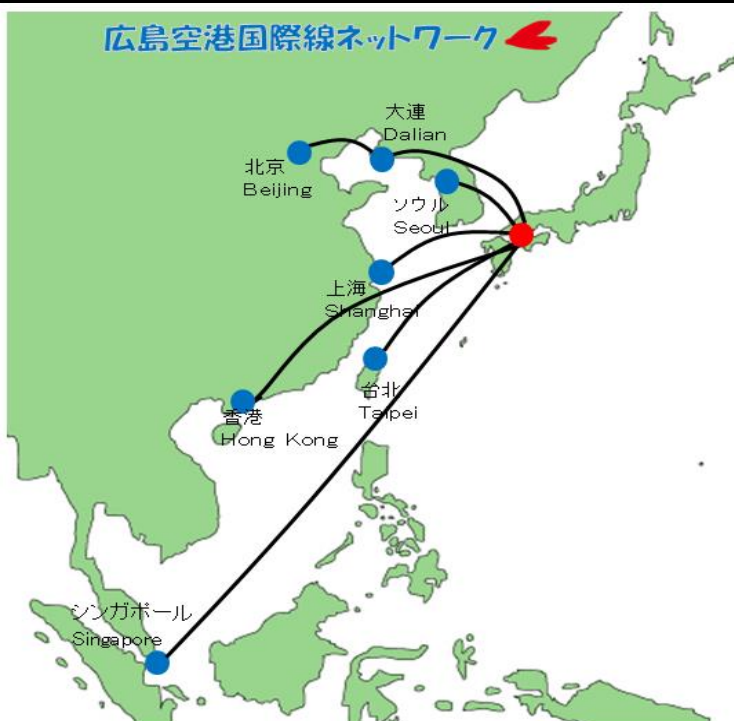 広島空港国際線ネットワーク
大連
Dalian
北京
Beijing
ソウル
Seoul
上海
Shanghai
台北
Taipei
香港
Hong Kong
シンガポール
Singapore